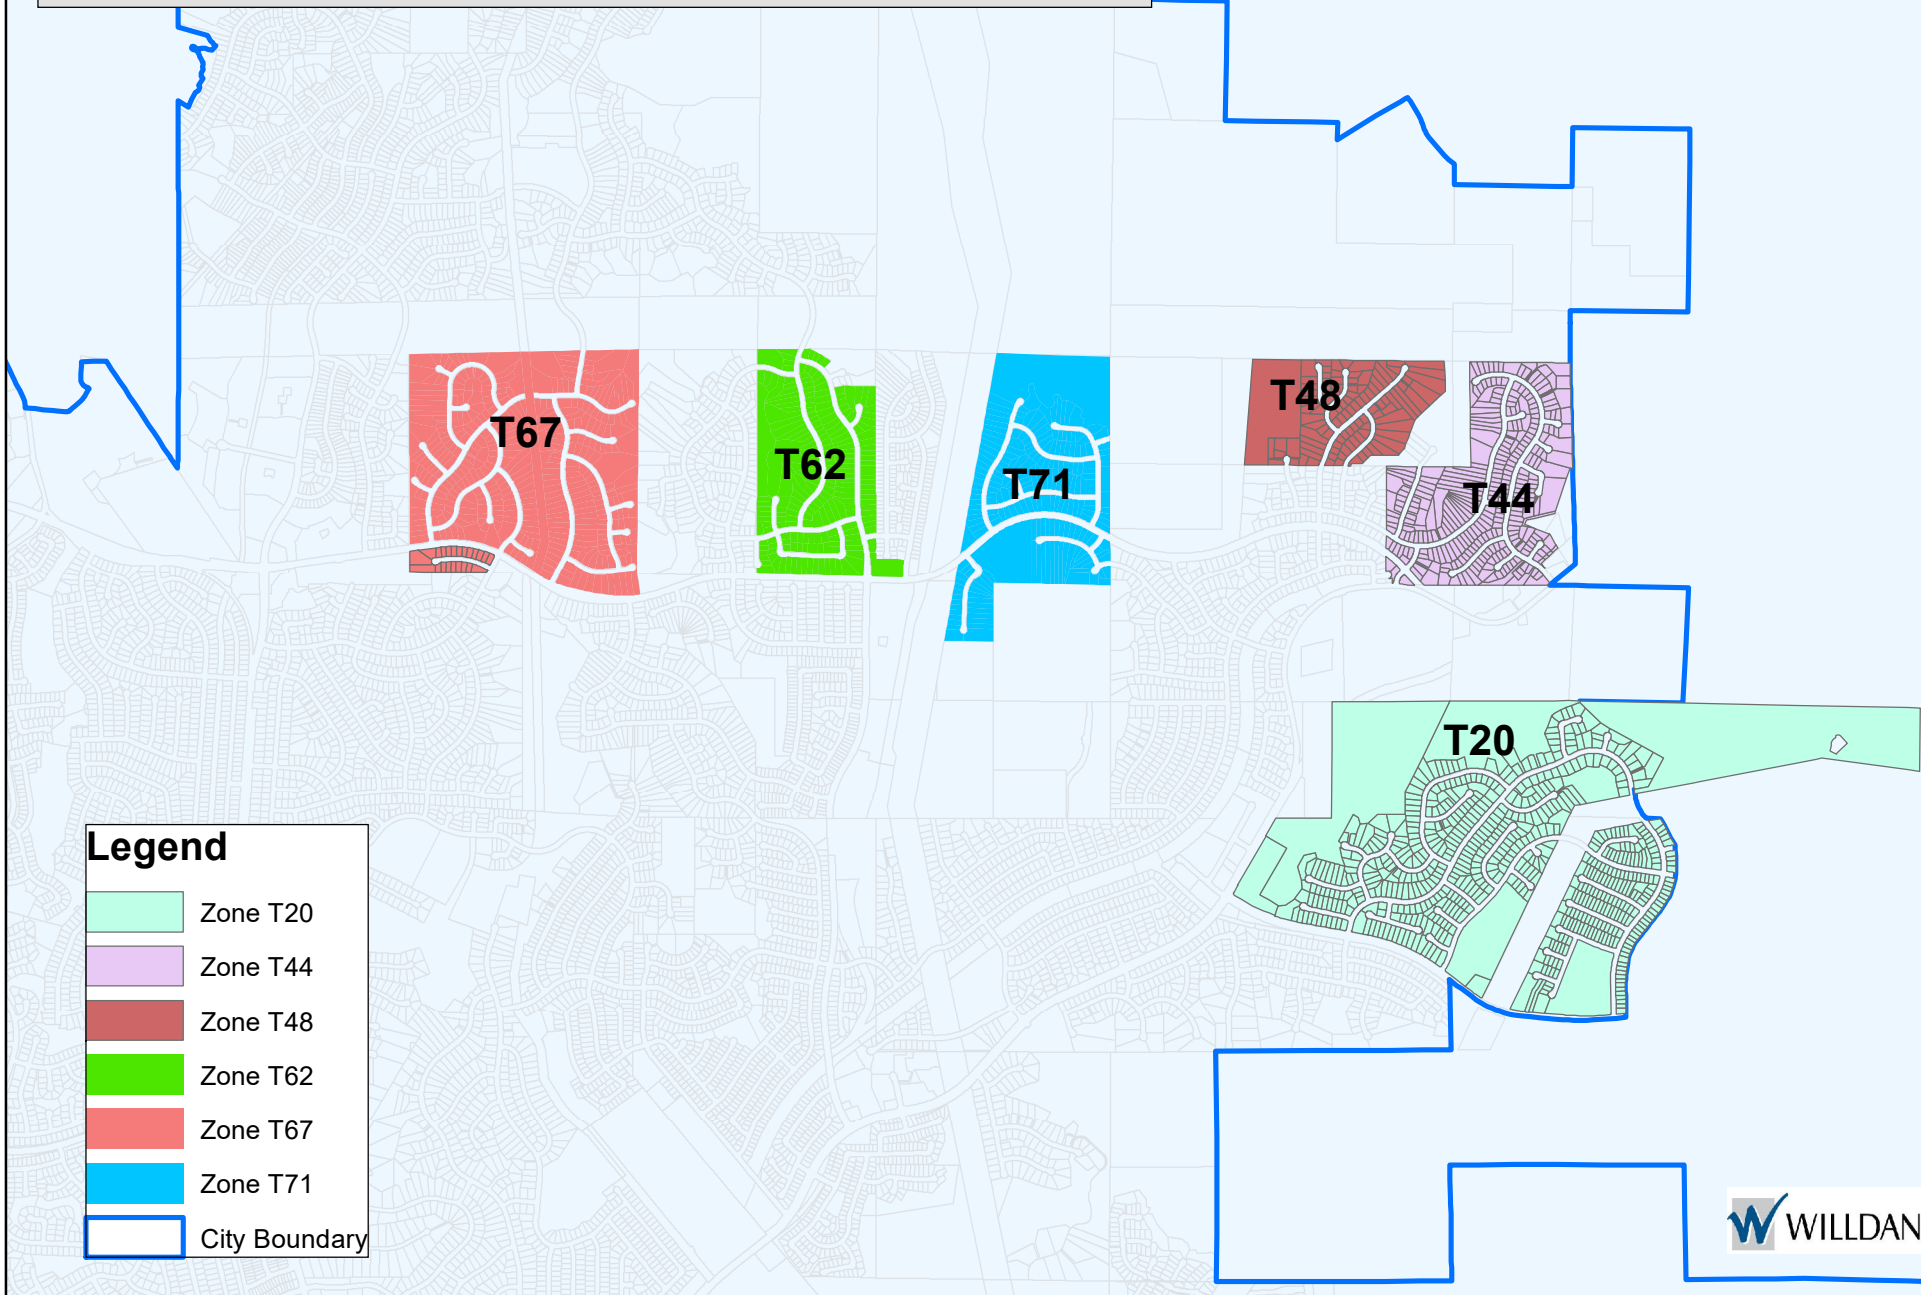 T67
T62
T71
T48
T44
T20
Legend
Zone T20
Zone T44
Zone T48
Zone T62
Zone T67
Zone T71
City Boundary
WILLDAN